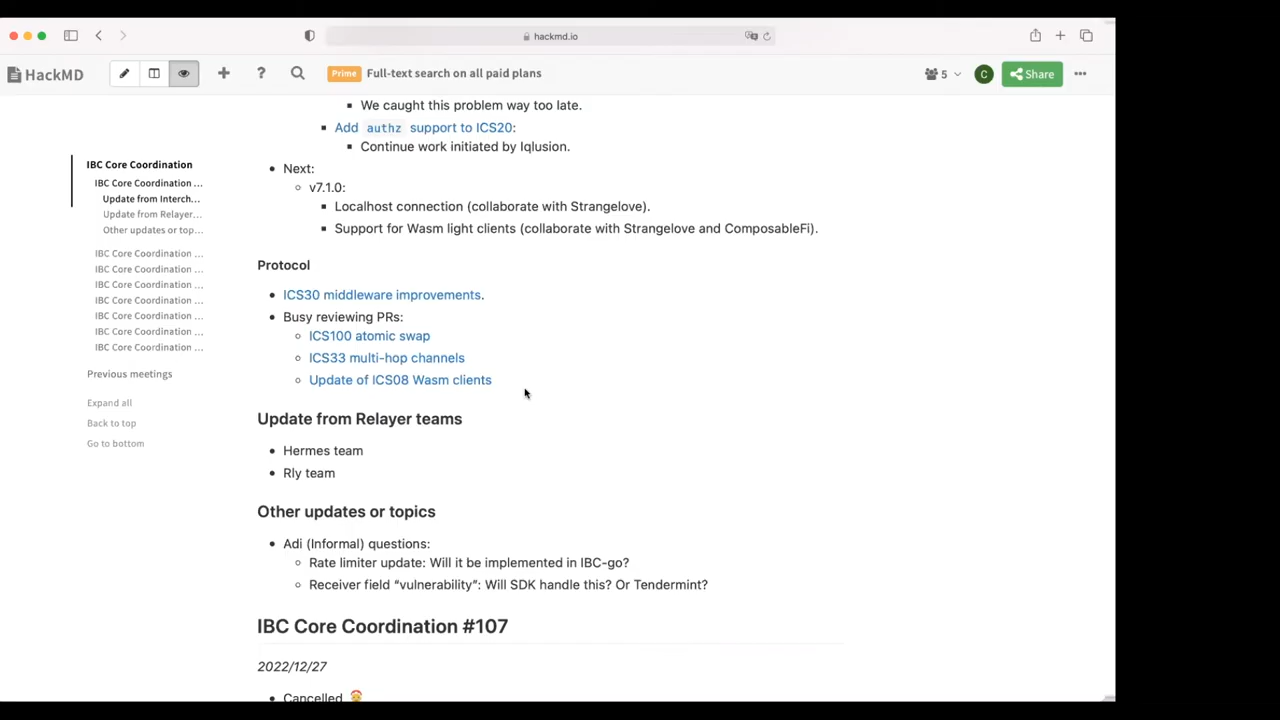 hackmd.io
HackMD
Prime Full-text search on all paid plans
5
C
Share
We caught this problem way too late.
Add authz support to ICS20:
Continue work initiated by Iqlusion.
IBC Core Coordination
IBC Core Coordination ...
Update from Interch...
Update from Relayer...
Other updates or top...
IBC Core Coordination ...
IBC Core Coordination ...
IBC Core Coordination ...
IBC Core Coordination ...
IBC Core Coordination ...
IBC Core Coordination ...
IBC Core Coordination ...
Previous meetings
Expand all
Back to top
Go to bottom
Next:
v7.1.0:
Localhost connection (collaborate with Strangelove).
Support for Wasm light clients (collaborate with Strangelove and ComposableFi).
Protocol
ICS30 middleware improvements.
Busy reviewing PRs:
ICS100 atomic swap
ICS33 multi-hop channels
Update of ICS08 Wasm clients
Update from Relayer teams
Hermes team
Rly team
Other updates or topics
Adi (Informal) questions:
Rate limiter update: Will it be implemented in IBC-go?
Receiver field “vulnerability”: Will SDK handle this? Or Tendermint?
IBC Core Coordination #107
2022/12/27
Cancelled